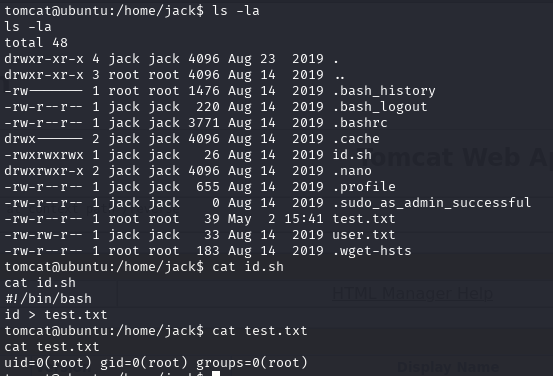 tomcat@ubuntu:/home/jack$ ls -la
ls -la
total 48
drwxr-xr-x 4 jack jack 4096 Aug 23  2019 .
drwxr-xr-x 3 root root 4096 Aug 14  2019 ..
-rw------- 1 root root 1476 Aug 14  2019 .bash_history
-rw-r--r-- 1 jack jack  220 Aug 14  2019 .bash_logout
-rw-r--r-- 1 jack jack 3771 Aug 14  2019 .bashrc
drwx------ 2 jack jack 4096 Aug 14  2019 .cache
-rwxrwxrwx 1 jack jack   26 Aug 14  2019 id.sh
drwxrwxr-x 2 jack jack 4096 Aug 14  2019 .nano
-rw-r--r-- 1 jack jack  655 Aug 14  2019 .profile
-rw-r--r-- 1 jack jack    0 Aug 14  2019 .sudo_as_admin_successful
-rw-r--r-- 1 root root   39 May  2 15:41 test.txt
-rw-rw-r-- 1 jack jack   33 Aug 14  2019 user.txt
-rw-r--r-- 1 root root  183 Aug 14  2019 .wget-hsts
tomcat@ubuntu:/home/jack$ cat id.sh
cat id.sh
#!/bin/bash
id > test.txt
tomcat@ubuntu:/home/jack$ cat test.txt
cat test.txt
uid=0(root) gid=0(root) groups=0(root)
Tomcat Web
HTML Manager Help
Display Name